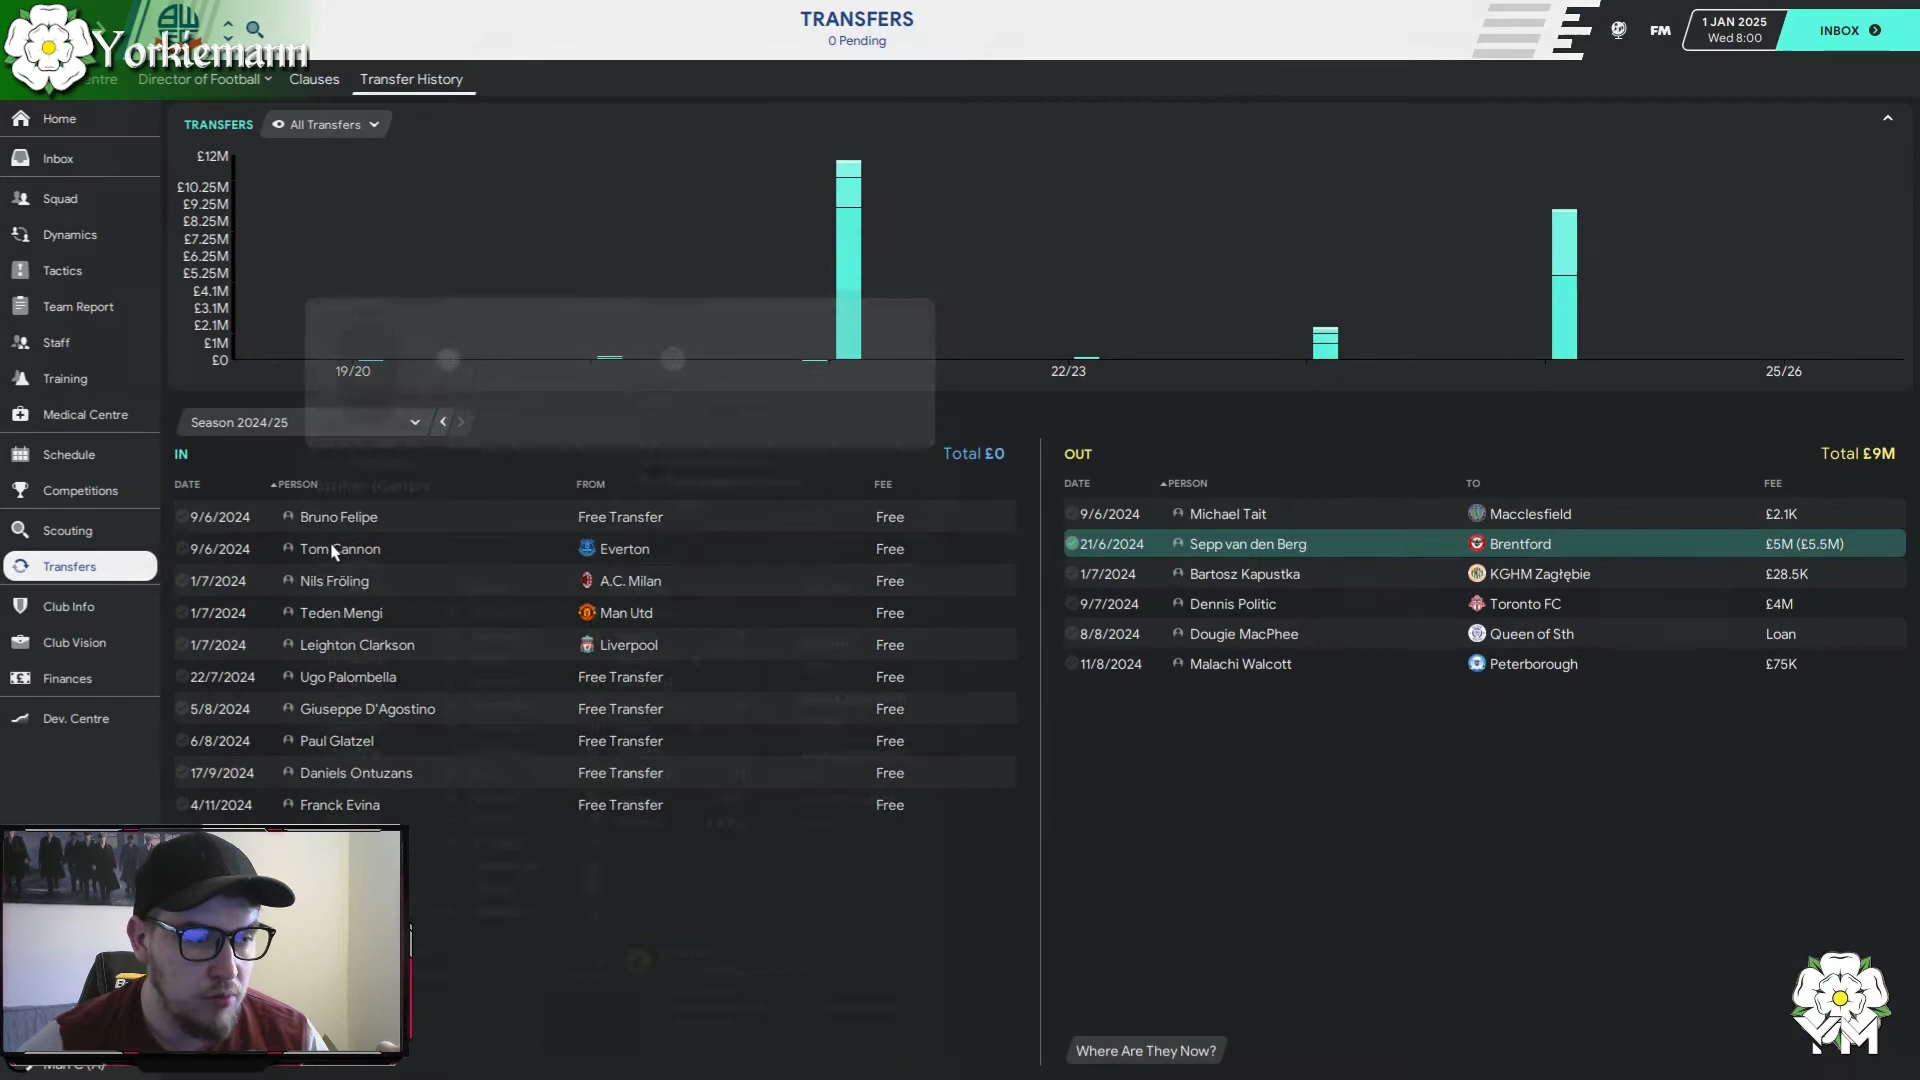 Yorkiemann
TRANSFERS
0 Pending
FM
1 JAN 2025
Wed 8:00
INBOX
entre
Director of Football
Clauses
Transfer History
Home
Inbox
Squad
Dynamics
Tactics
Team Report
Staff
Training
Medical Centre
Schedule
Competitions
Scouting
Transfers
Club Info
Club Vision
Finances
Dev. Centre
TRANSFERS
All Transfers
£12M
£10.25M
£9.25M
£8.25M
£7.25M
£6.25M
£5.25M
£4.1M
£3.1M
£2.1M
£1M
£0
19/20
22/23
25/26
Season 2024/25
IN
Total £0
DATE PERSON FROM FEE
9/6/2024 Bruno Felipe Free Transfer Free
9/6/2024 Tom Cannon Everton Free
1/7/2024 Nils Fröling A.C. Milan Free
1/7/2024 Teden Mengi Man Utd Free
1/7/2024 Leighton Clarkson Liverpool Free
22/7/2024 Ugo Palombella Free Transfer Free
5/8/2024 Giuseppe D'Agostino Free Transfer Free
6/8/2024 Paul Glatzel Free Transfer Free
17/9/2024 Daniels Ontuzans Free Transfer Free
4/11/2024 Franck Evina Free Transfer Free
OUT
Total £9M
DATE PERSON TO FEE
9/6/2024 Michael Tait Macclesfield £2.1K
21/6/2024 Sepp van den Berg Brentford £5M (£5.5M)
1/7/2024 Bartosz Kapustka KGHM Zagłębie £28.5K
9/7/2024 Dennis Politic Toronto FC £4M
8/8/2024 Dougie MacPhee Queen of Sth Loan
11/8/2024 Malachi Walcott Peterborough £75K
Where Are They Now?
YM